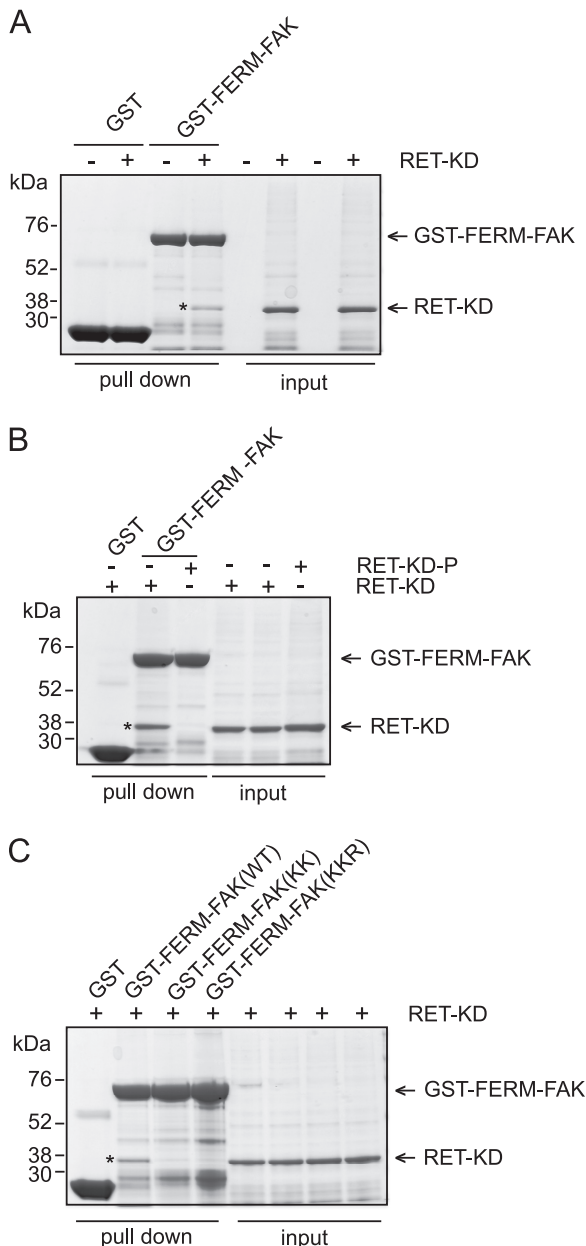 A
GST
GST-FERM-FAK
- + - + - + - + RET-KD
kDa
76
52
38
30
← GST-FERM-FAK
* ← RET-KD
pull down input
B
GST
GST-FERM -FAK
- - + - - + RET-KD-P
+ + - + + - RET-KD
kDa
76
52
38
30
← GST-FERM-FAK
* ← RET-KD
pull down input
C
GST
GST-FERM-FAK(WT)
GST-FERM-FAK(KK)
GST-FERM-FAK(KKR)
+ + + + + + + + RET-KD
kDa
76
52
38
30
← GST-FERM-FAK
* ← RET-KD
pull down input